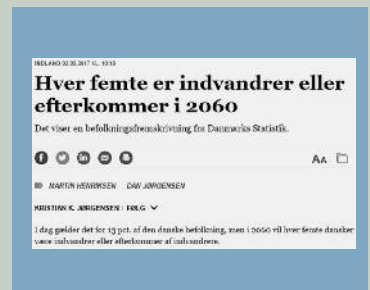 INDLAND 02.05.2017 KL. 10:10
Hver femte er indvandrer eller
efterkommer i 2060
Det viser en befolkningsfremskrivning fra Danmarks Statistik.
AA
MARTIN HENRIKSEN DAN JØRGENSEN
KRISTIAN K. JØRGENSEN | FØLG
I dag gælder det for 13 pct. af den danske befolkning, men i 2060 vil hver femte dansker
være indvandrer eller efterkommer af indvandrere.